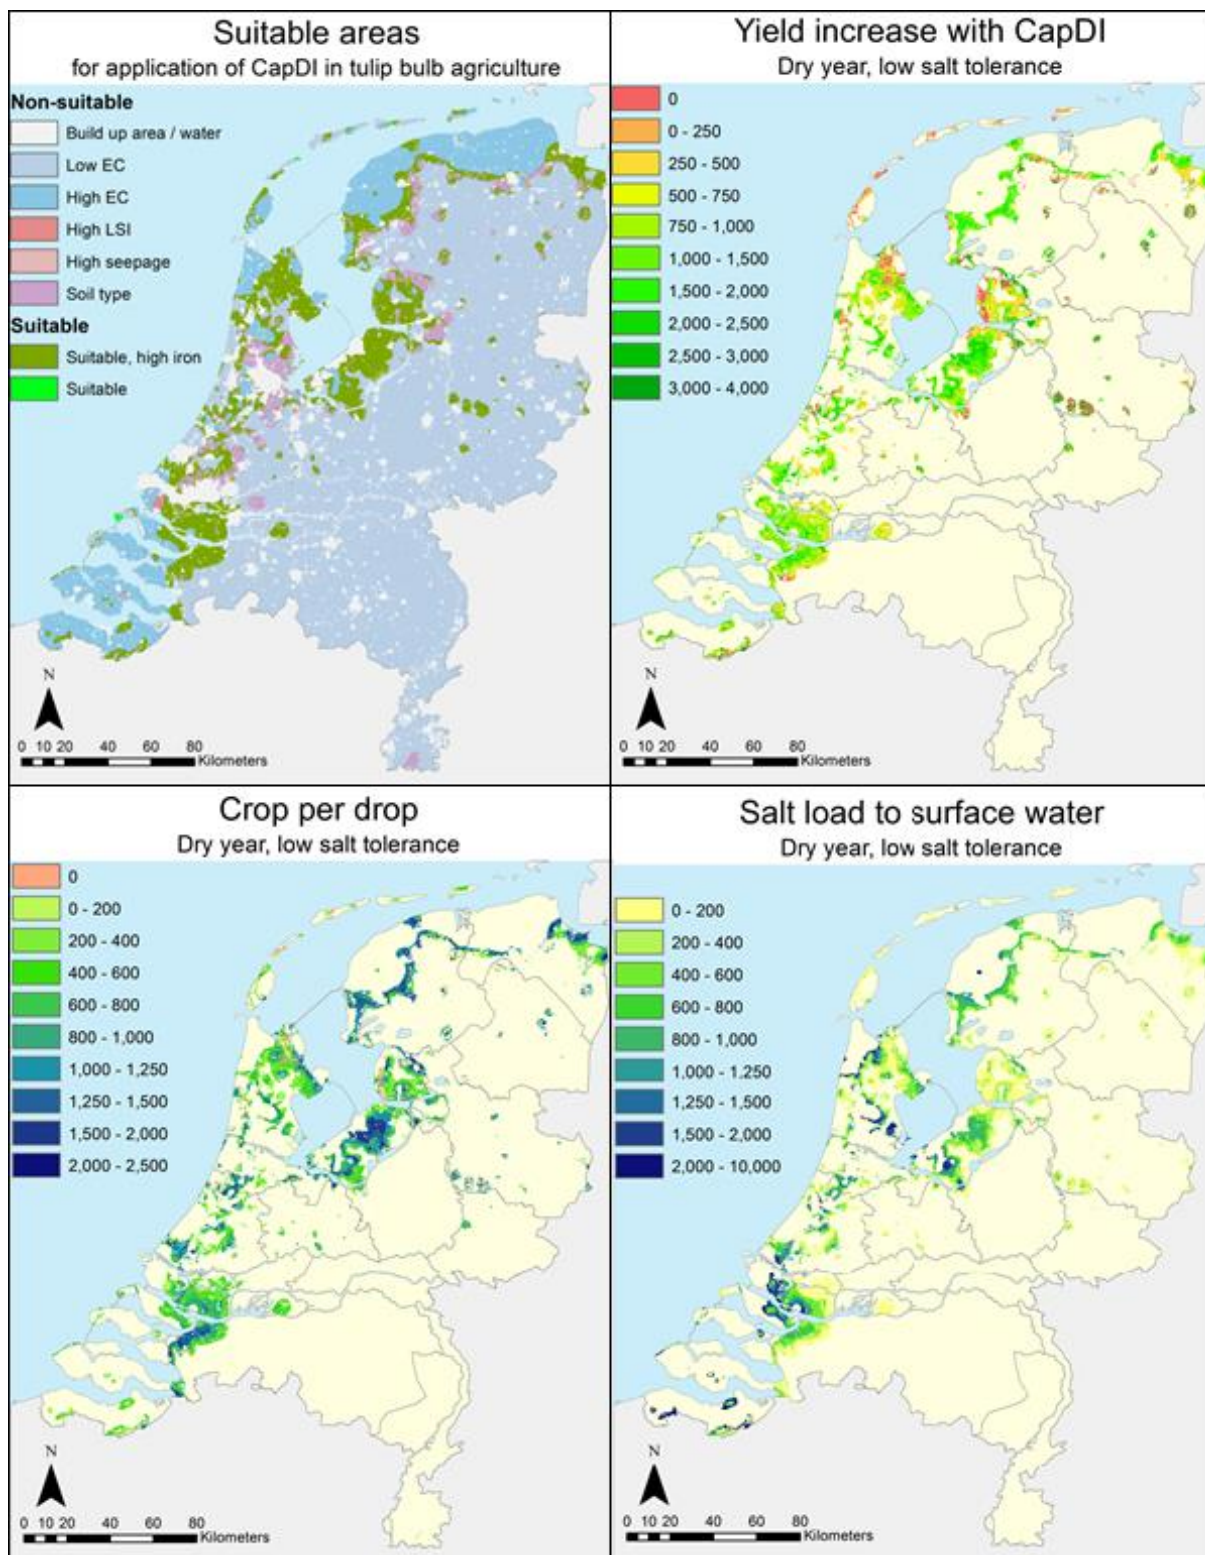 Suitable areas
for application of CapDI in tulip bulb agriculture
Non-suitable
Build up area / water
Low EC
High EC
High LSI
High seepage
Soil type
Suitable
Suitable, high iron
Suitable
N
0 10 20 40 60 80
Kilometers
Yield increase with CapDI
Dry year, low salt tolerance
0
0 - 250
250 - 500
500 - 750
750 - 1,000
1,000 - 1,500
1,500 - 2,000
2,000 - 2,500
2,500 - 3,000
3,000 - 4,000
N
0 10 20 40 60 80
Kilometers
Crop per drop
Dry year, low salt tolerance
0
0 - 200
200 - 400
400 - 600
600 - 800
800 - 1,000
1,000 - 1,250
1,250 - 1,500
1,500 - 2,000
2,000 - 2,500
N
0 10 20 40 60 80
Kilometers
Salt load to surface water
Dry year, low salt tolerance
0 - 200
200 - 400
400 - 600
600 - 800
800 - 1,000
1,000 - 1,250
1,250 - 1,500
1,500 - 2,000
2,000 - 10,000
N
0 10 20 40 60 80
Kilometers